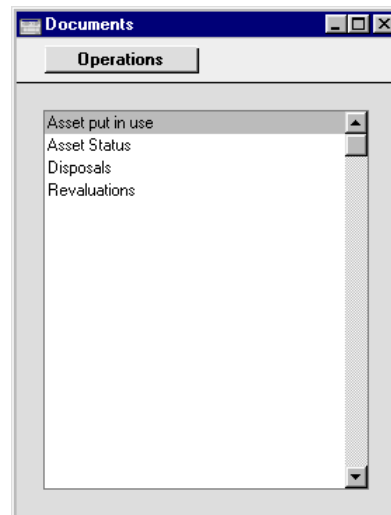 Documents
Operations
Asset put in use
Asset Status
Disposals
Revaluations